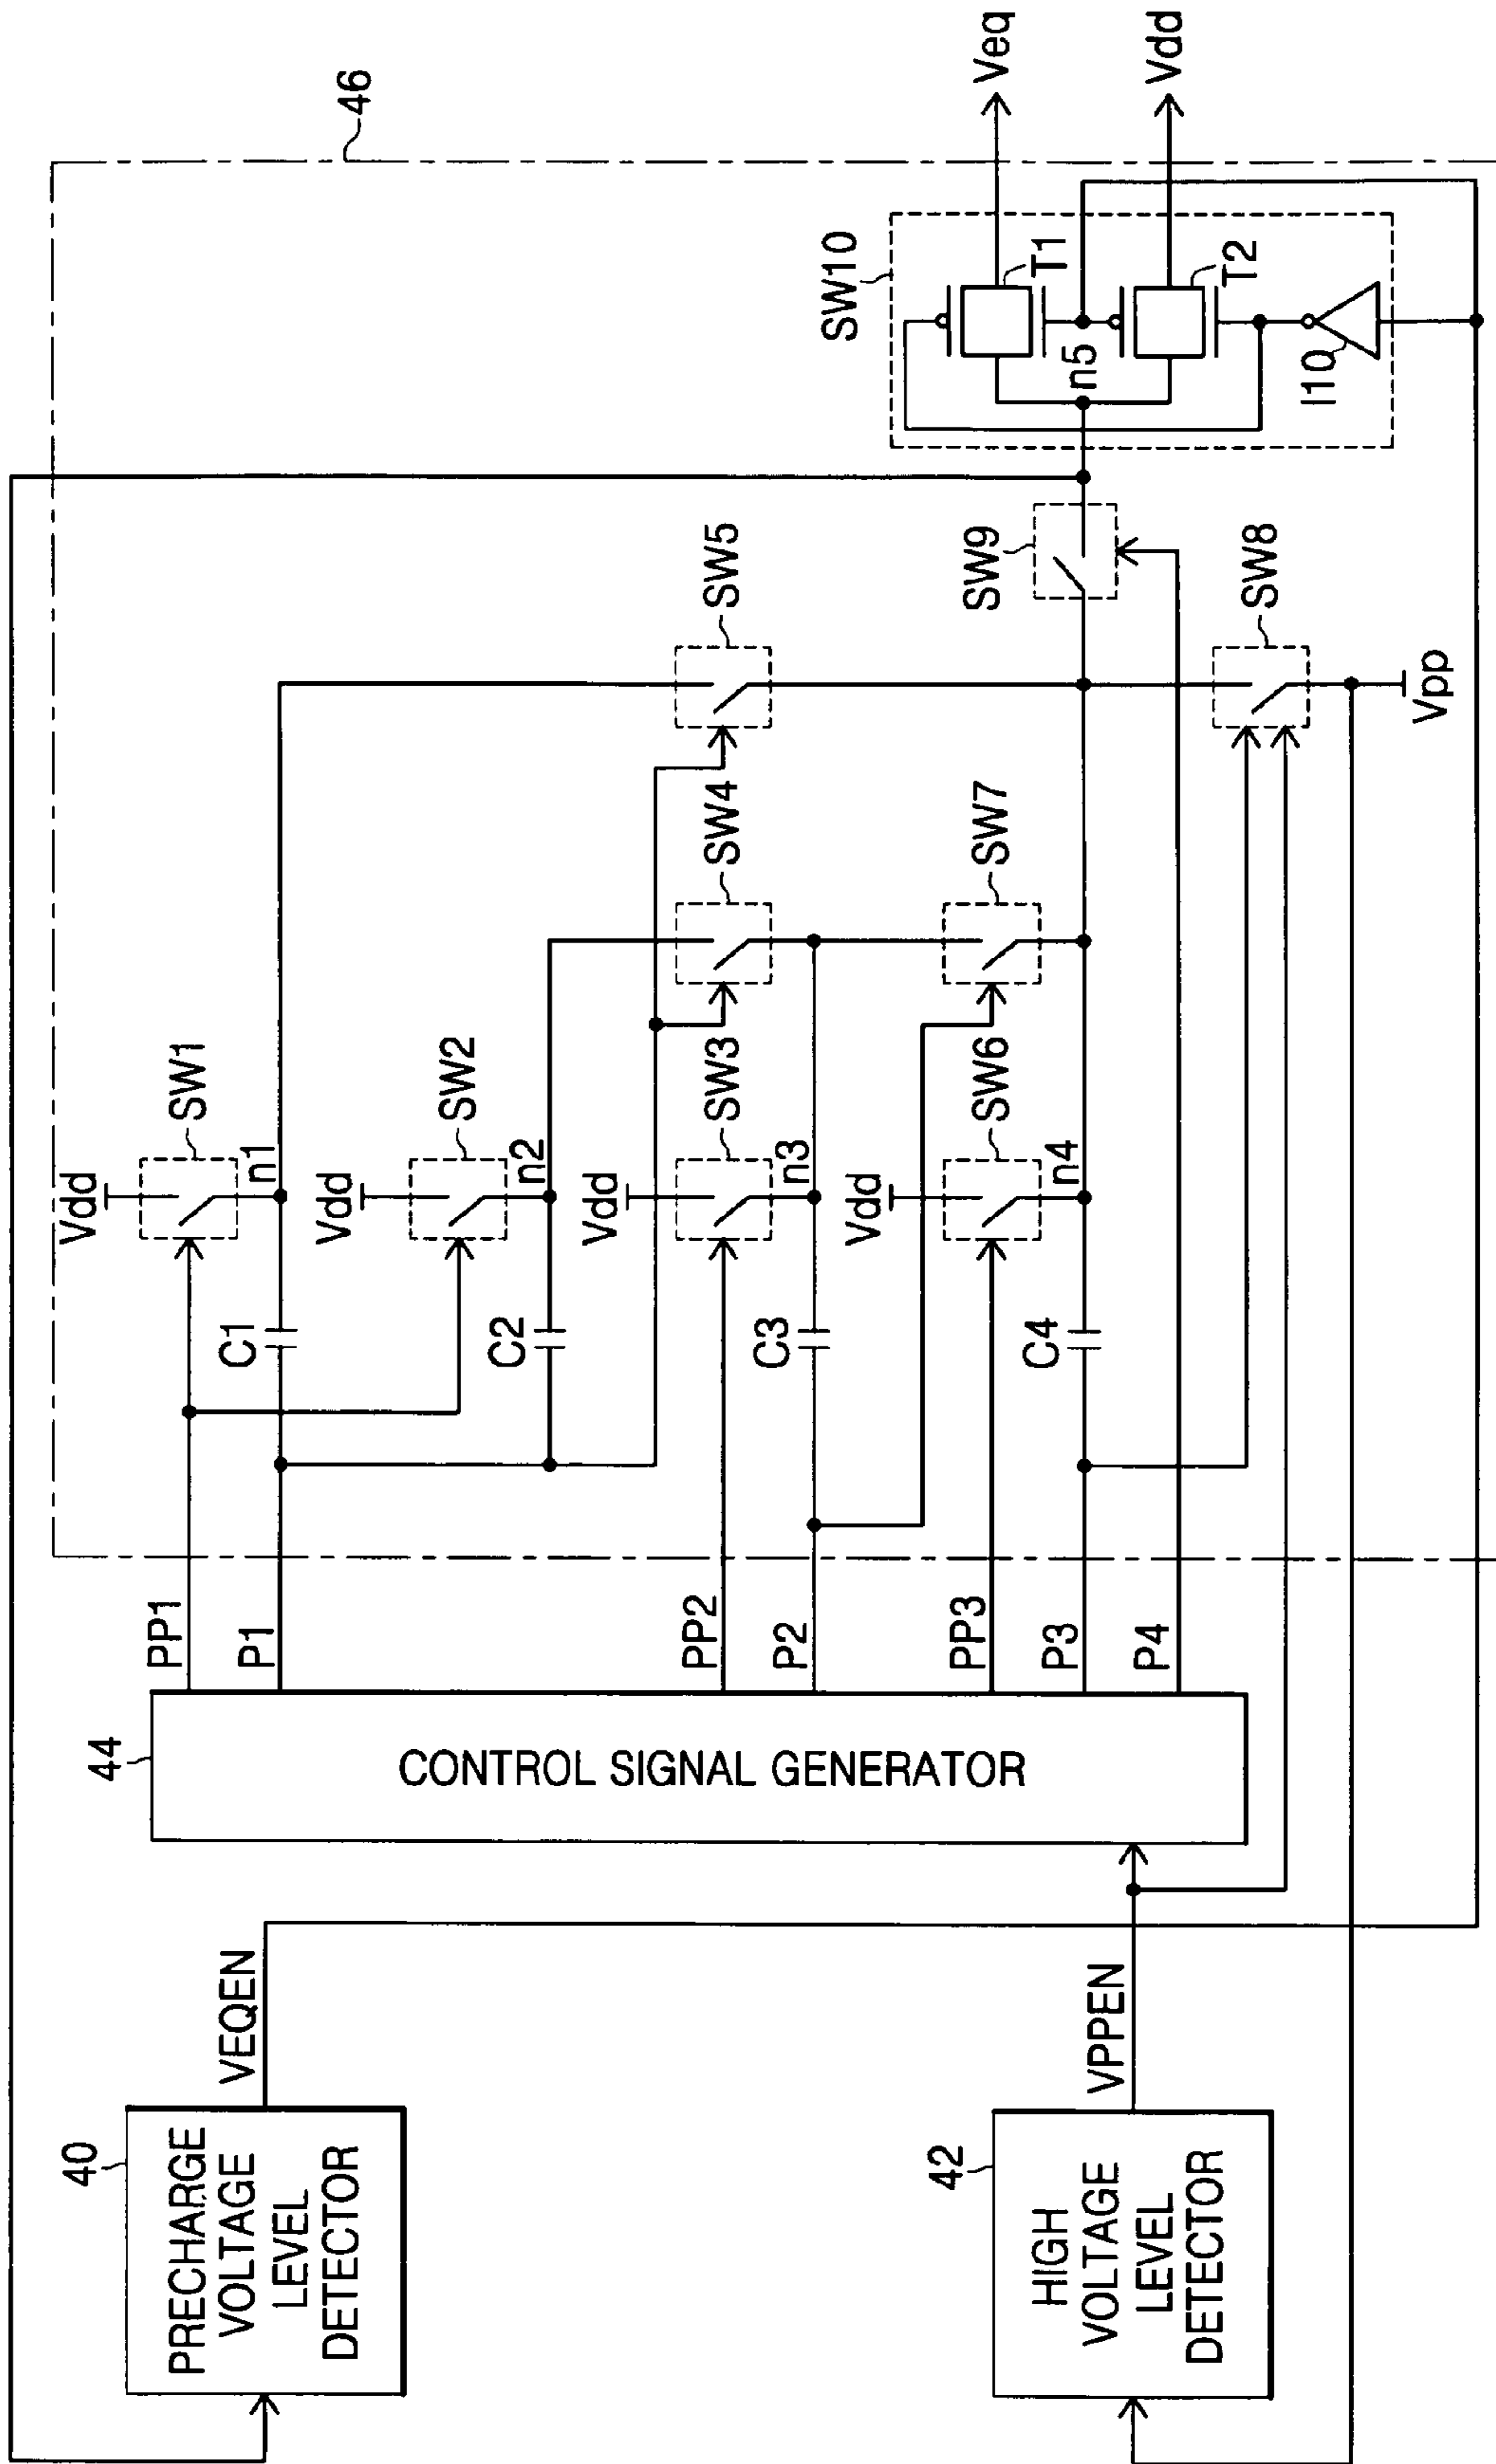 46
Vdd
SW1
n1
C1
PP1
P1
Vdd
SW2
n2
C2
SW5
SW4
Vdd
SW3
n3
C3
PP2
P2
SW7
Vdd
SW6
n4
C4
PP3
P3
P4
SW9
SW8
Vpp
SW10
T1
n5
T2
I10
Veq
Vdd
44
CONTROL SIGNAL GENERATOR
VEQEN
VPPEN
40
PRECHARGE
VOLTAGE
LEVEL
DETECTOR
42
HIGH
VOLTAGE
LEVEL
DETECTOR